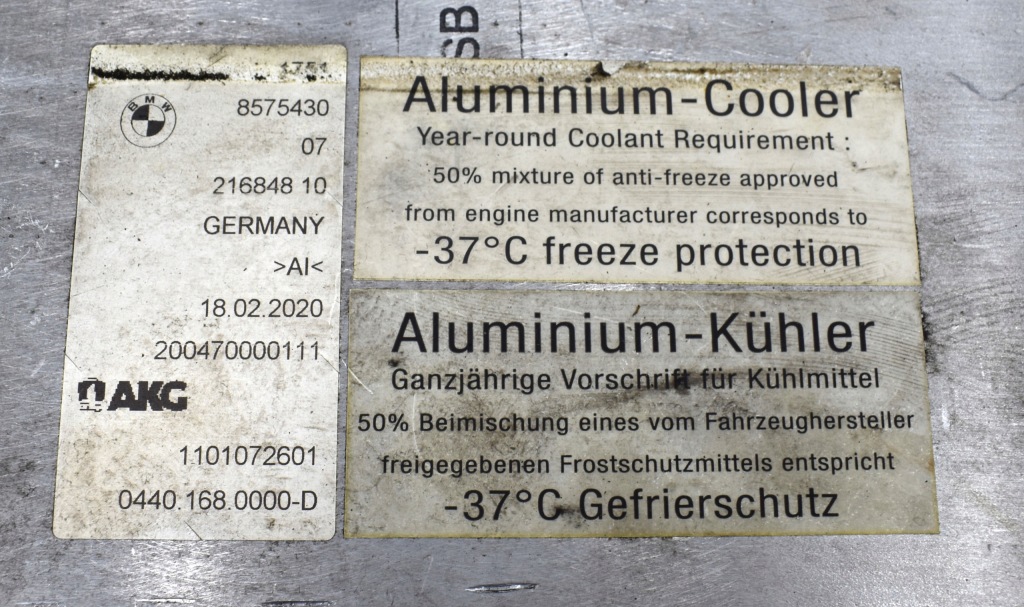 SB
1751
BMW
8575430
07
216848 10
GERMANY
>Al<
18.02.2020
200470000111
AKG
1101072601
0440.168.0000-D
Aluminium-Cooler
Year-round Coolant Requirement :
50% mixture of anti-freeze approved
from engine manufacturer corresponds to
-37°C freeze protection
Aluminium-Kühler
Ganzjährige Vorschrift für Kühlmittel
50% Beimischung eines vom Fahrzeughersteller
freigegebenen Frostschutzmittels entspricht
-37°C Gefrierschutz